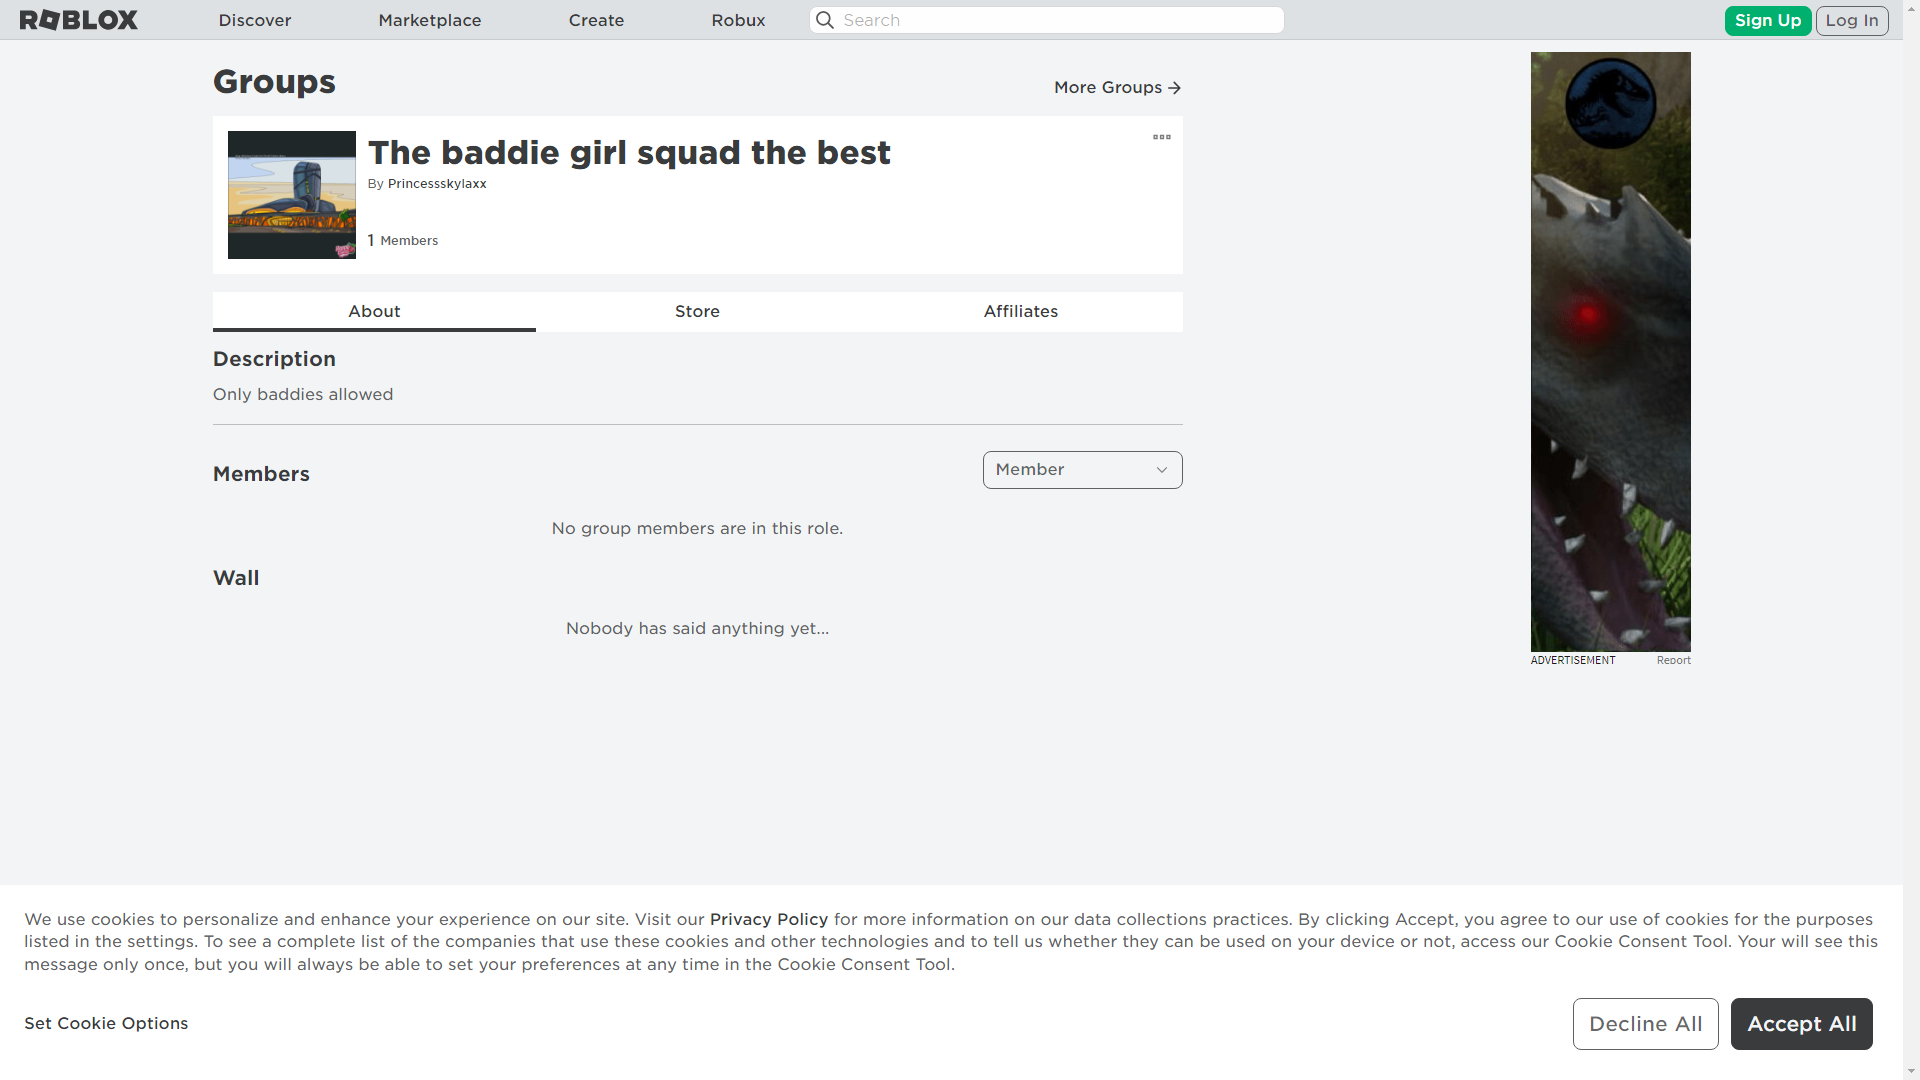 ROBLOX
Discover
Marketplace
Create
Robux
Search
Sign Up
Log In
Groups
More Groups
The baddie girl squad the best
By Princessskylaxx
1 Members
About
Store
Affiliates
Description
Only baddies allowed
Members
Member
No group members are in this role.
Wall
Nobody has said anything yet...
ADVERTISEMENT
Report
We use cookies to personalize and enhance your experience on our site. Visit our Privacy Policy for more information on our data collections practices. By clicking Accept, you agree to our use of cookies for the purposes
listed in the settings. To see a complete list of the companies that use these cookies and other technologies and to tell us whether they can be used on your device or not, access our Cookie Consent Tool. Your will see this
message only once, but you will always be able to set your preferences at any time in the Cookie Consent Tool.
Set Cookie Options
Decline All
Accept All